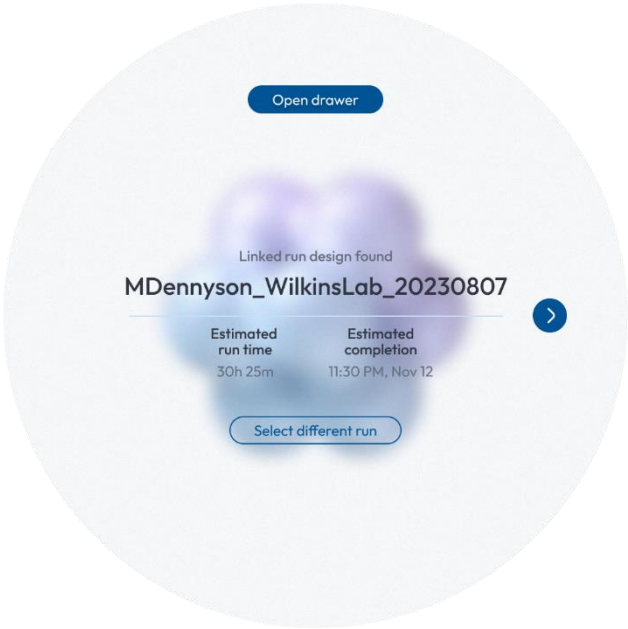 Open drawer
Linked run design found
MDennyson_WilkinsLab_20230807
Estimated
run time
30h 25m
Estimated
completion
11:30 PM, Nov 12
Select different run